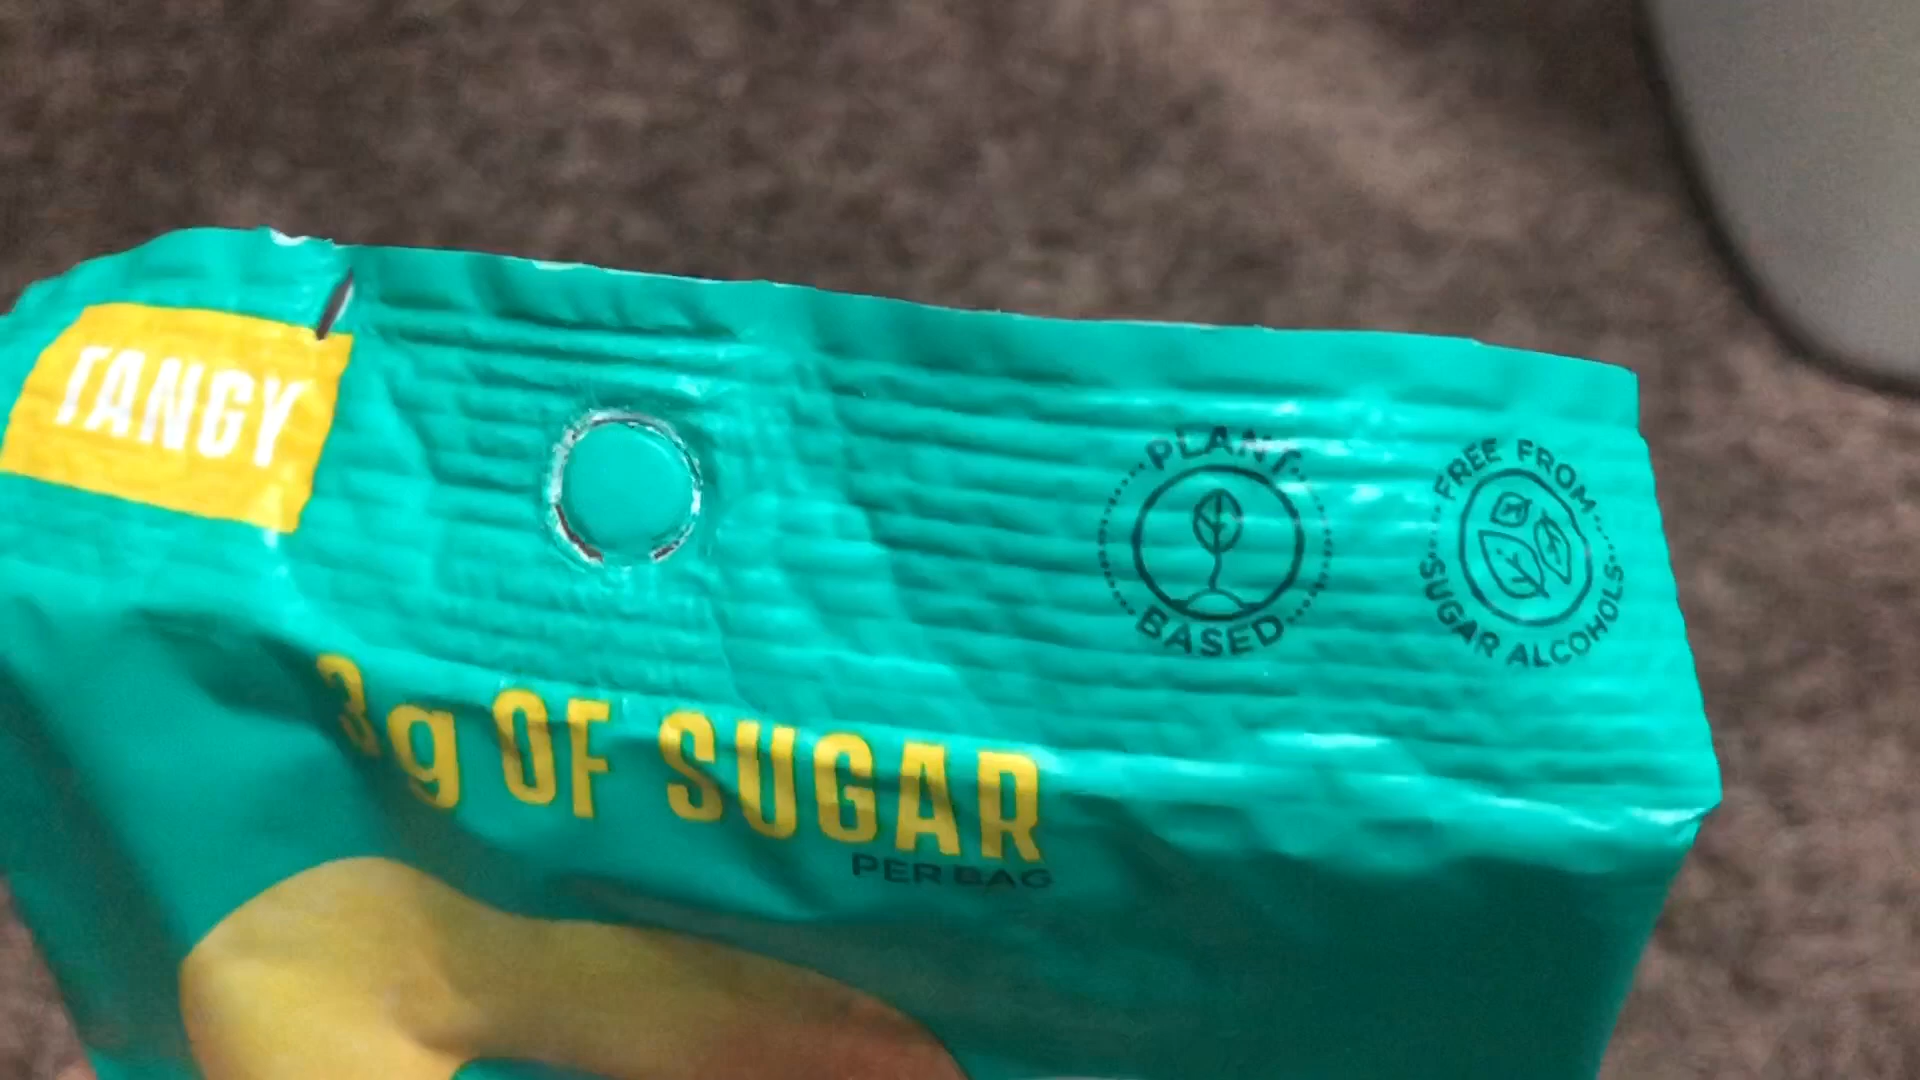 TANGY
PLANT
BASED
FREE FROM
SUGAR ALCOHOLS
3g OF SUGAR
PER BAG